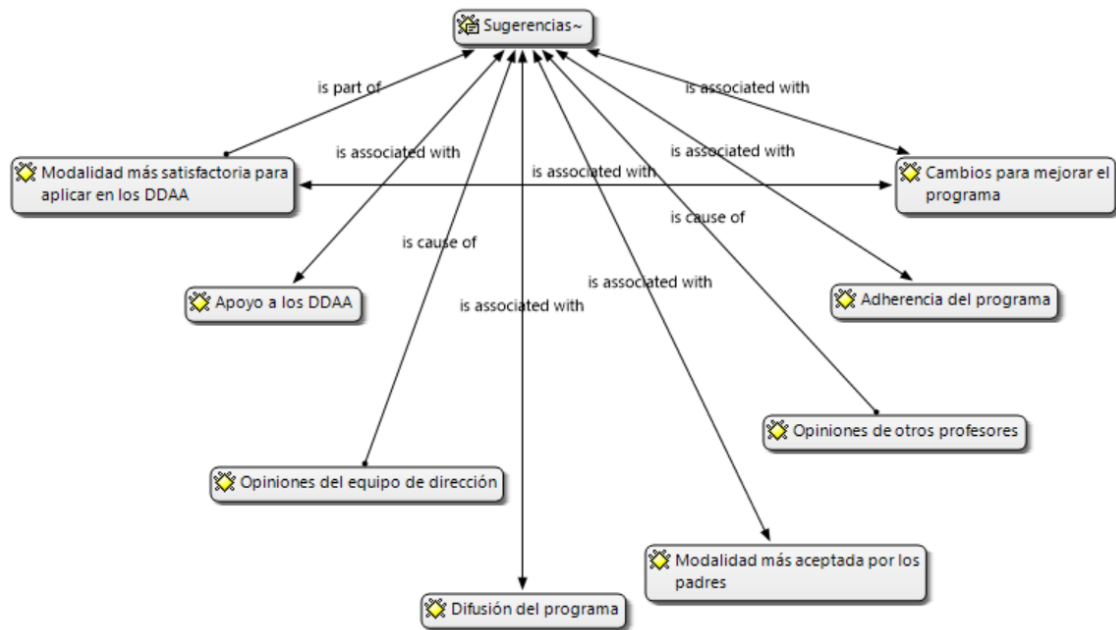 Sugerencias~
is part of
is associated with
is associated with
is associated with
Modalidad más satisfactoria para
aplicar en los DDAA
is associated with
Cambios para mejorar el
programa
is cause of
is cause of
Apoyo a los DDAA
is associated with
is associated with
Adherencia del programa
Opiniones de otros profesores
Opiniones del equipo de dirección
Modalidad más aceptada por los
padres
Difusión del programa